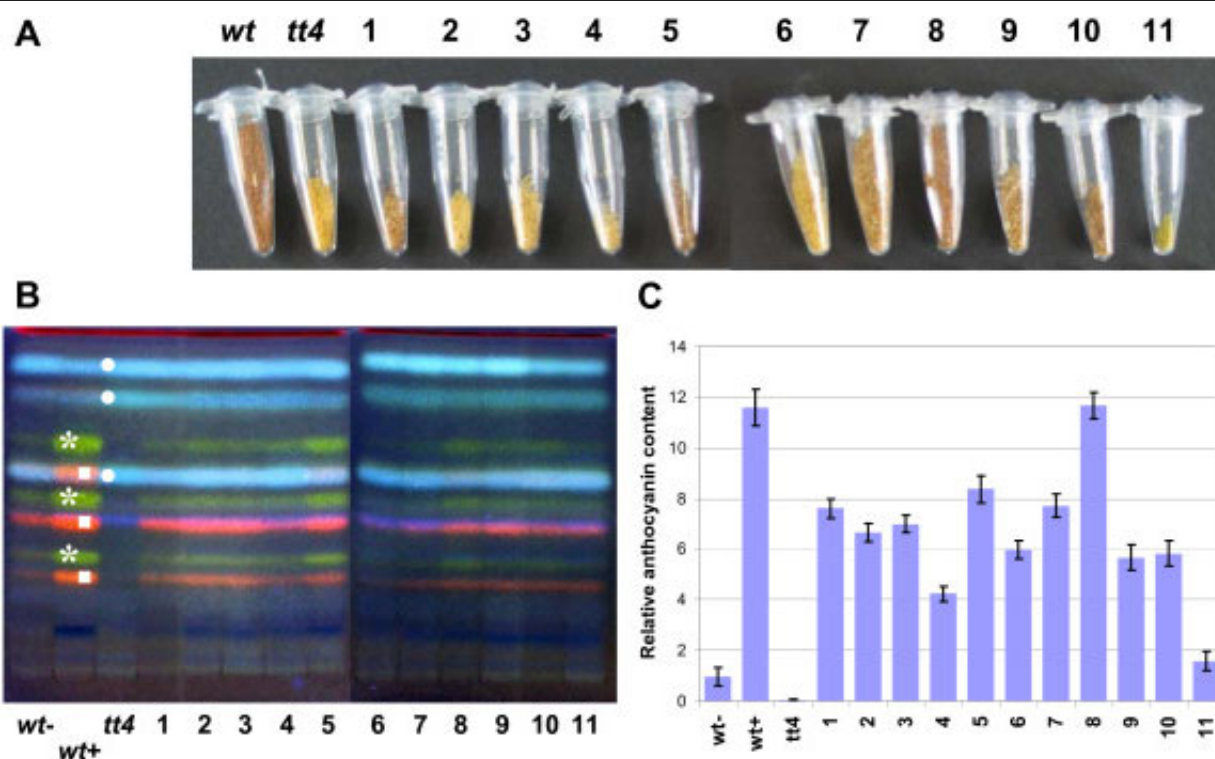 A wt tt4 1 2 3 4 5 6 7 8 9 10 11
B
* 
*
*
wt- wt+ tt4 1 2 3 4 5 6 7 8 9 10 11
C
Relative anthocyanin content
14
12
10
8
6
4
2
0
wt- wt+ tt4 1 2 3 4 5 6 7 8 9 10 11